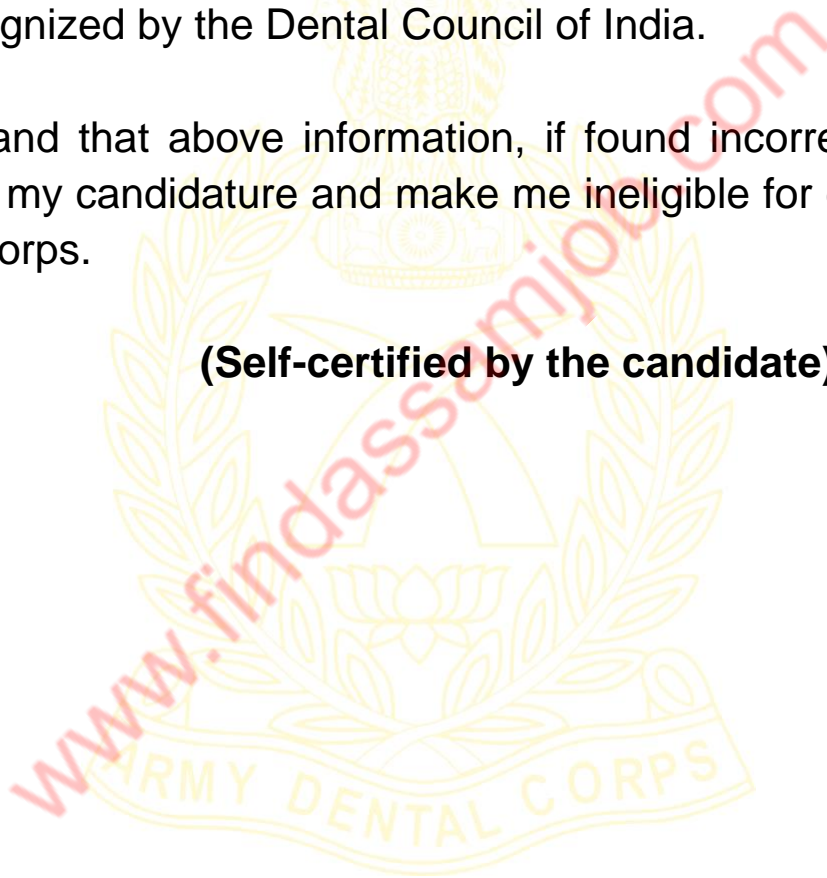 gnized by the Dental Council of India.
and that above information, if found incorre
my candidature and make me ineligible for
orps.
(Self-certified by the candidate)
www.findassamjob.com
ARMY DENTAL CORPS